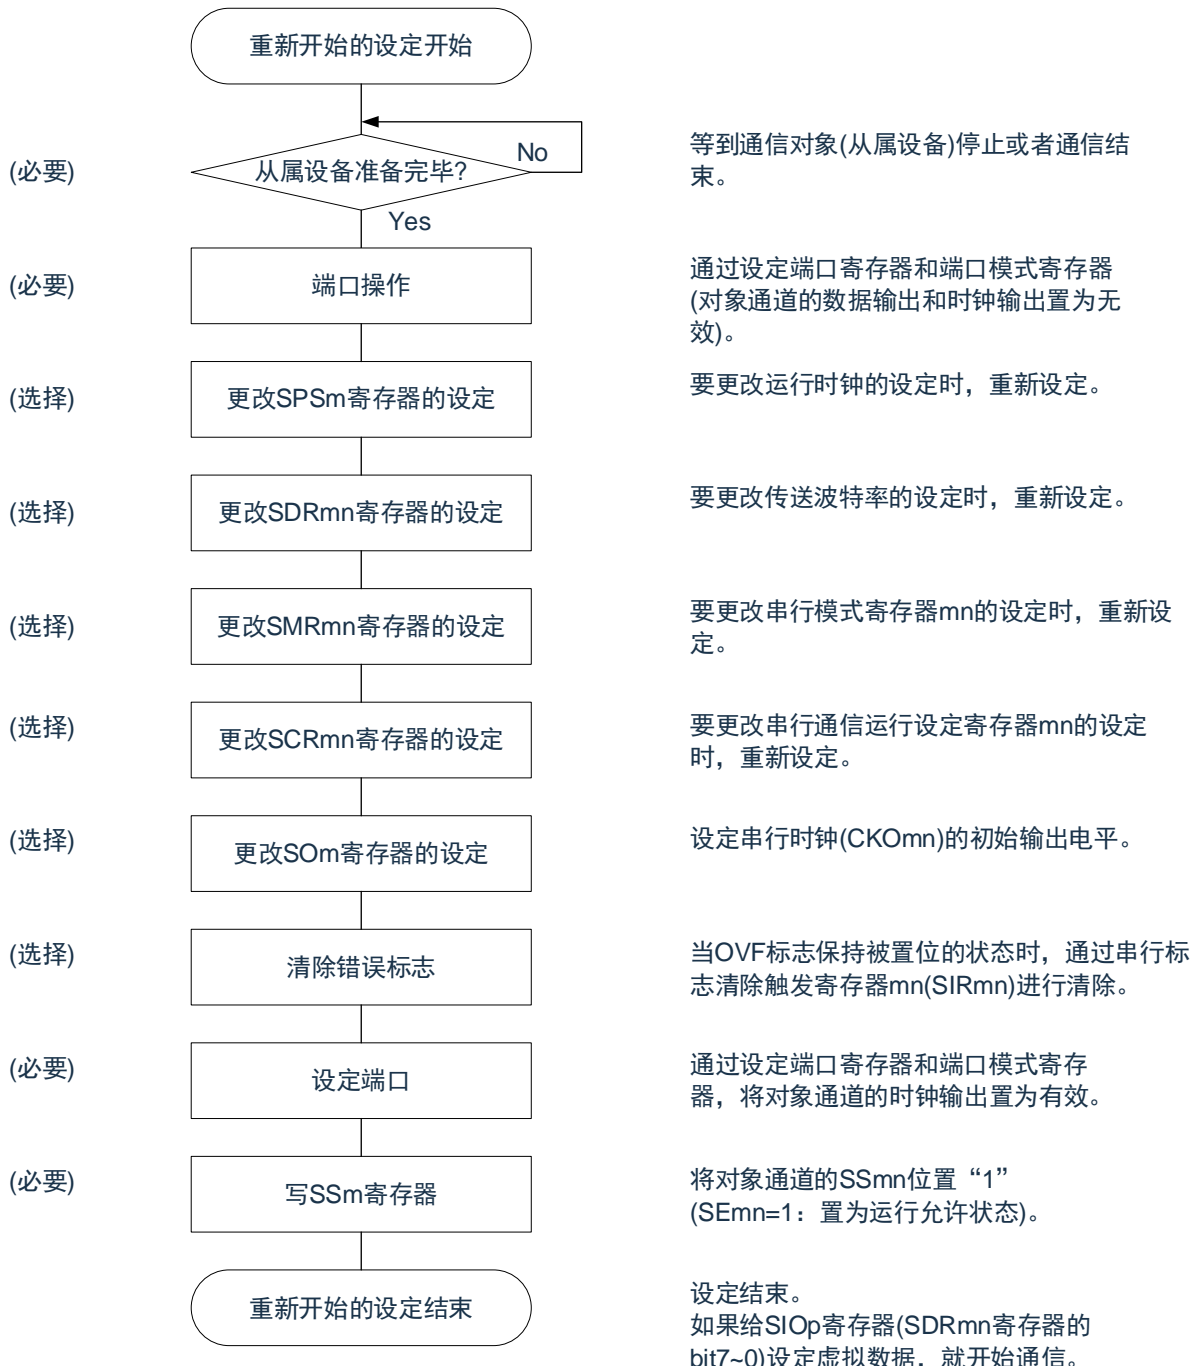 重新开始的设定开始
(必要)
从属设备准备完毕?
No
Yes
等到通信对象(从属设备)停止或者通信结
束。
(必要)
端口操作
通过设定端口寄存器和端口模式寄存器
(对象通道的数据输出和时钟输出置为无
效)。
(选择)
更改SPSm寄存器的设定
要更改运行时钟的设定时，重新设定。
(选择)
更改SDRmn寄存器的设定
要更改传送波特率的设定时，重新设定。
(选择)
更改SMRmn寄存器的设定
要更改串行模式寄存器mn的设定时，重新设
定。
(选择)
更改SCRmn寄存器的设定
要更改串行通信运行设定寄存器mn的设定
时，重新设定。
(选择)
更改SOm寄存器的设定
设定串行时钟(CKOmn)的初始输出电平。
(选择)
清除错误标志
当OVF标志保持被置位的状态时，通过串行标
志清除触发寄存器mn(SIRmn)进行清除。
(必要)
设定端口
通过设定端口寄存器和端口模式寄存
器，将对象通道的时钟输出置为有效。
(必要)
写SSm寄存器
将对象通道的SSmn位置“1”
(SEmn=1：置为运行允许状态)。
重新开始的设定结束
设定结束。
如果给SIOp寄存器(SDRmn寄存器的
bit7~0)设定虚拟数据，就开始通信。